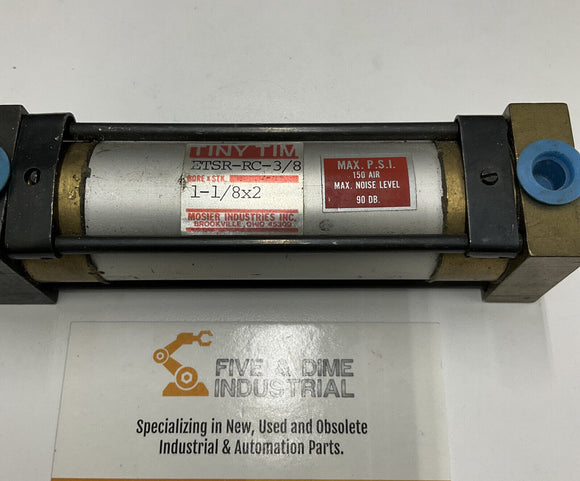 TINY TIM
ETSR-RC-3/8
BORE X STK.
1-1/8x2
MOSIER INDUSTRIES INC.
BROOKVILLE, OHIO 45309
MAX. P.S.I.
150 AIR
MAX. NOISE LEVEL
90 DB.
FIVE & DIME
INDUSTRIAL
Specializing in New, Used and Obsolete
Industrial & Automation Parts.